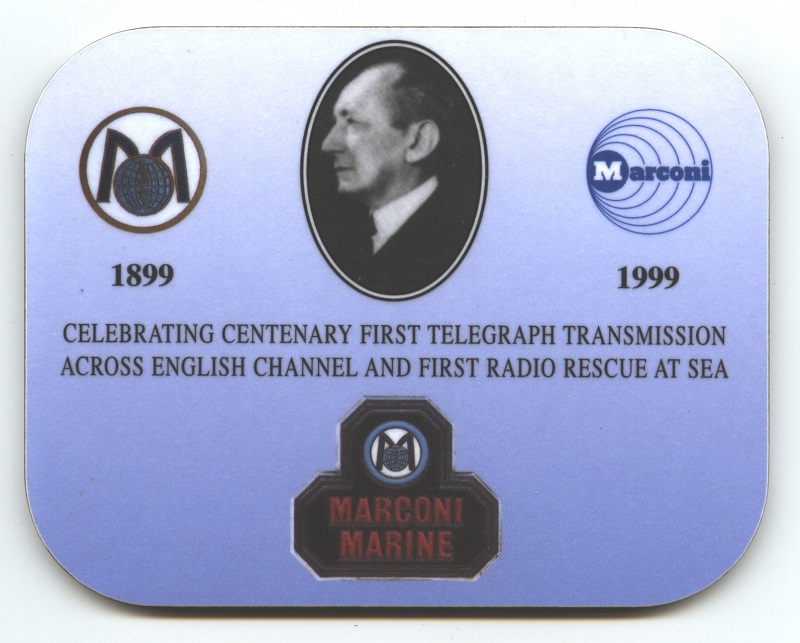 M
Marconi
1899
1999
CELEBRATING CENTENARY FIRST TELEGRAPH TRANSMISSION
ACROSS ENGLISH CHANNEL AND FIRST RADIO RESCUE AT SEA
M
MARCONI
MARINE